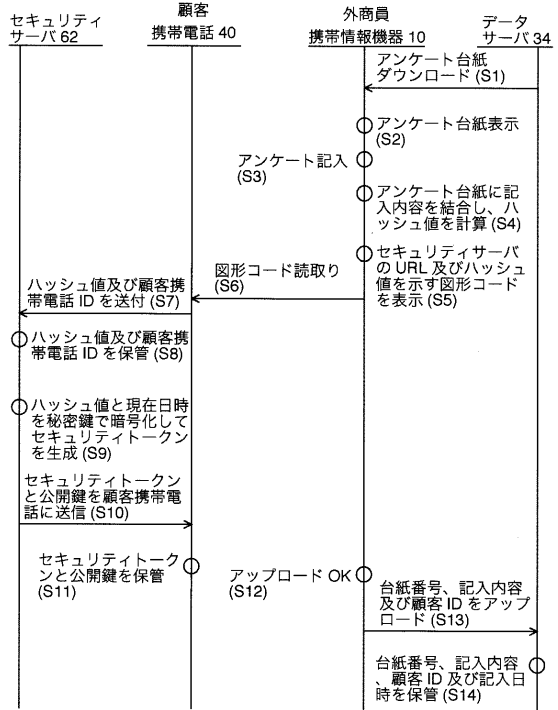 セキュリティ
サーバ 62
顧客
携帯電話 40
外商員
携帯情報機器 10
データ
サーバ 34
アンケート台紙
ダウンロード (S1)
アンケート台紙表示
(S2)
アンケート記入
(S3)
アンケート台紙に記
入内容を結合し、ハ
ッシュ値を計算 (S4)
セキュリティサーバ
の URL 及びハッシュ
値を示す図形コード
を表示 (S5)
図形コード読取り
(S6)
ハッシュ値及び顧客携
帯電話 ID を送付 (S7)
ハッシュ値及び顧客携
帯電話 ID を保管 (S8)
ハッシュ値と現在日時
を秘密鍵で暗号化して
セキュリティトークン
を生成 (S9)
セキュリティトークン
と公開鍵を顧客携帯電
話に送信 (S10)
セキュリティトーク
ンと公開鍵を保管
(S11)
アップロード OK
(S12)
台紙番号、記入内容
及び顧客 ID をアップ
ロード (S13)
台紙番号、記入内容
、顧客 ID 及び記入日
時を保管 (S14)